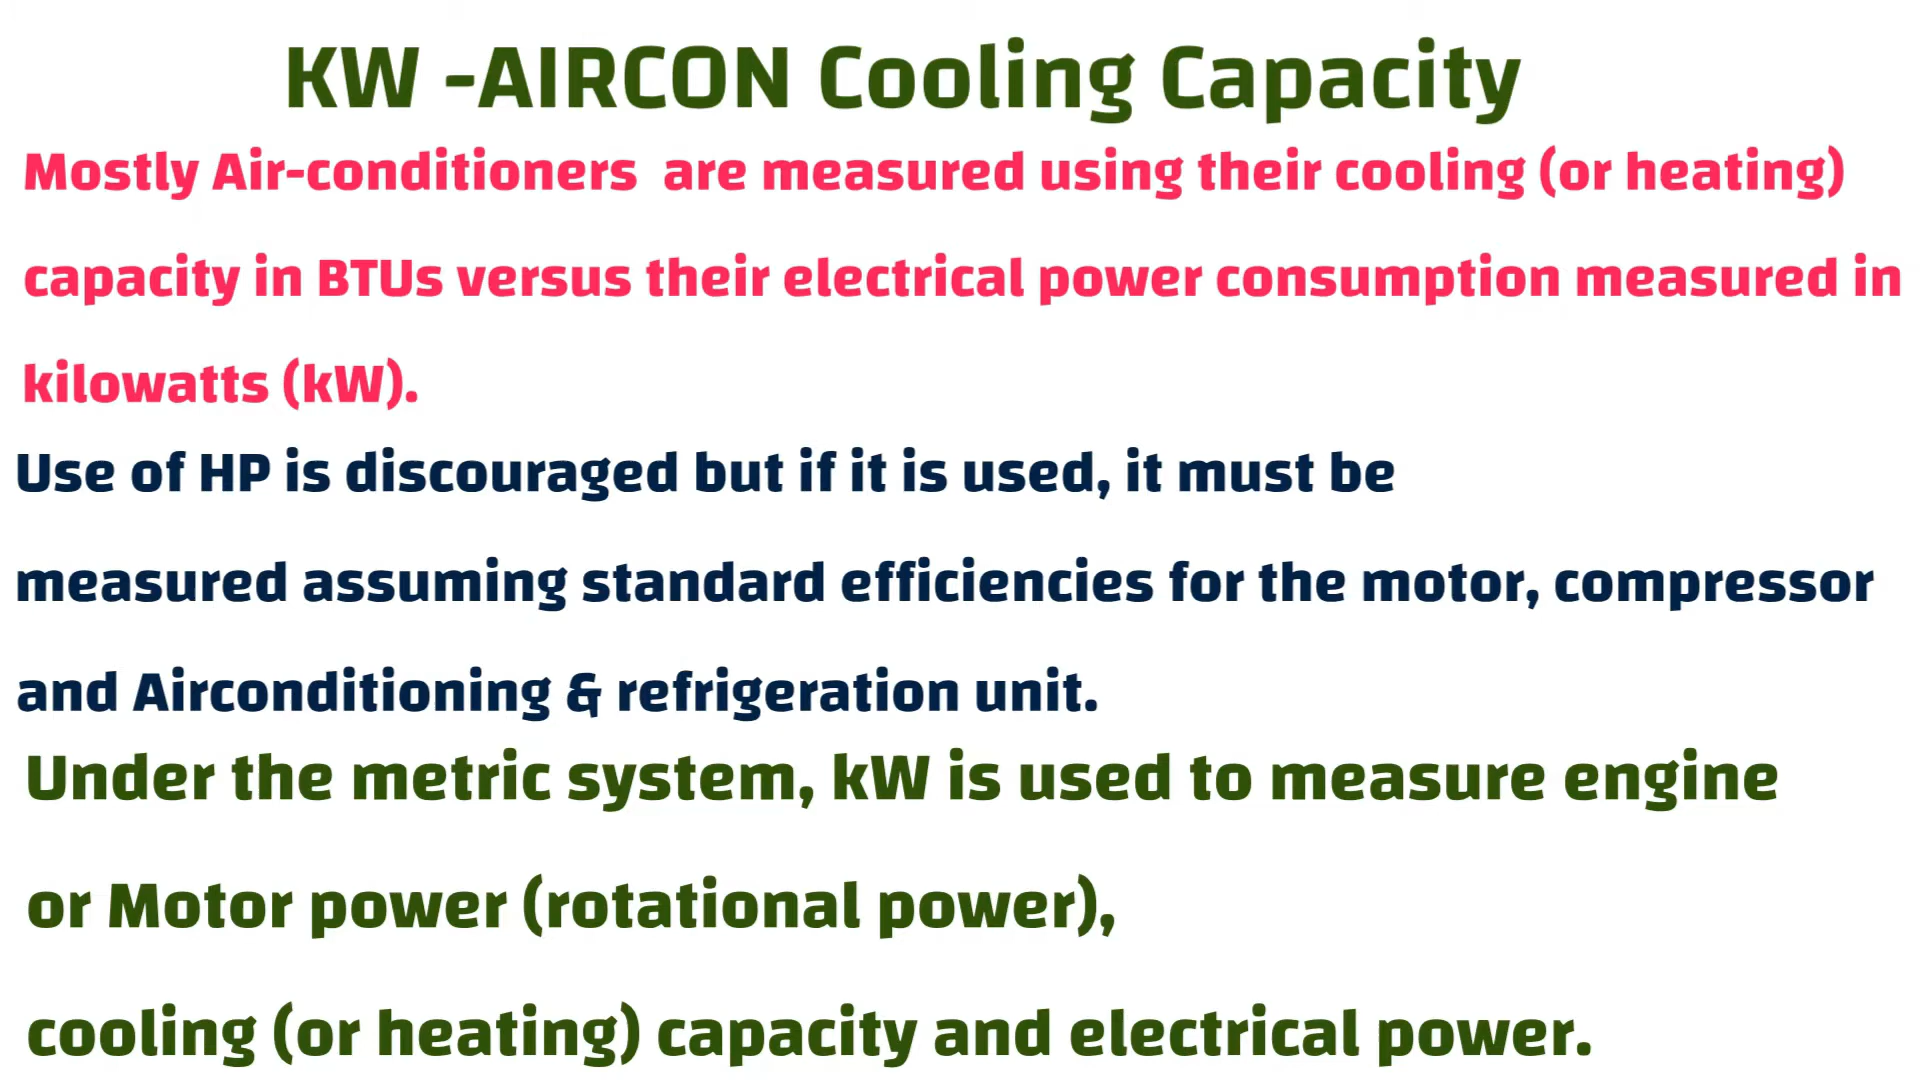 KW -AIRCON Cooling Capacity
Mostly Air-conditioners are measured using their cooling (or heating)
capacity in BTUs versus their electrical power consumption measured in
kilowatts (kW).
Use of HP is discouraged but if it is used, it must be
measured assuming standard efficiencies for the motor, compressor
and Airconditioning & refrigeration unit.
Under the metric system, kW is used to measure engine
or Motor power (rotational power),
cooling (or heating) capacity and electrical power.